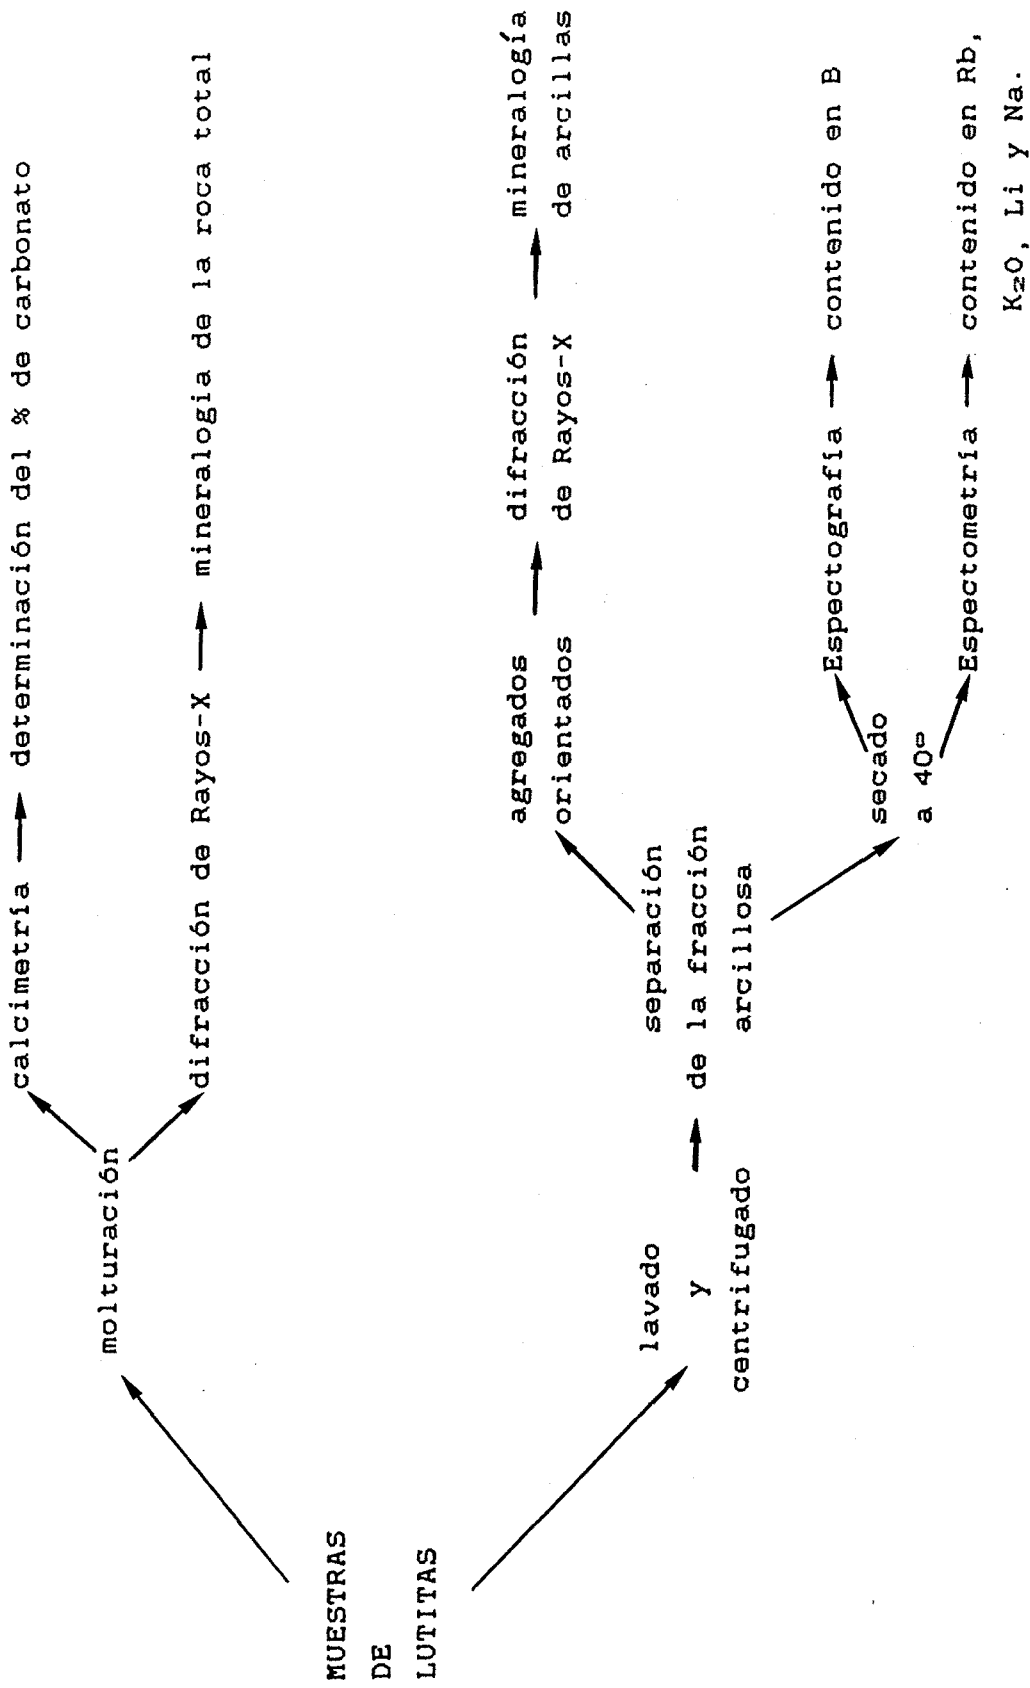 MUESTRAS
DE
LUTITAS
molturación
calcimetría
determinación del % de carbonato
difracción de Rayos-X
mineralogia de la roca total
lavado
y
centrifugado
separación
de la fracción
arcillosa
agregados
orientados
difracción
de Rayos-X
mineralogía
de arcillas
secado
a 40º
Espectografía
contenido en B
Espectometría
contenido en Rb,
K₂O, Li y Na.